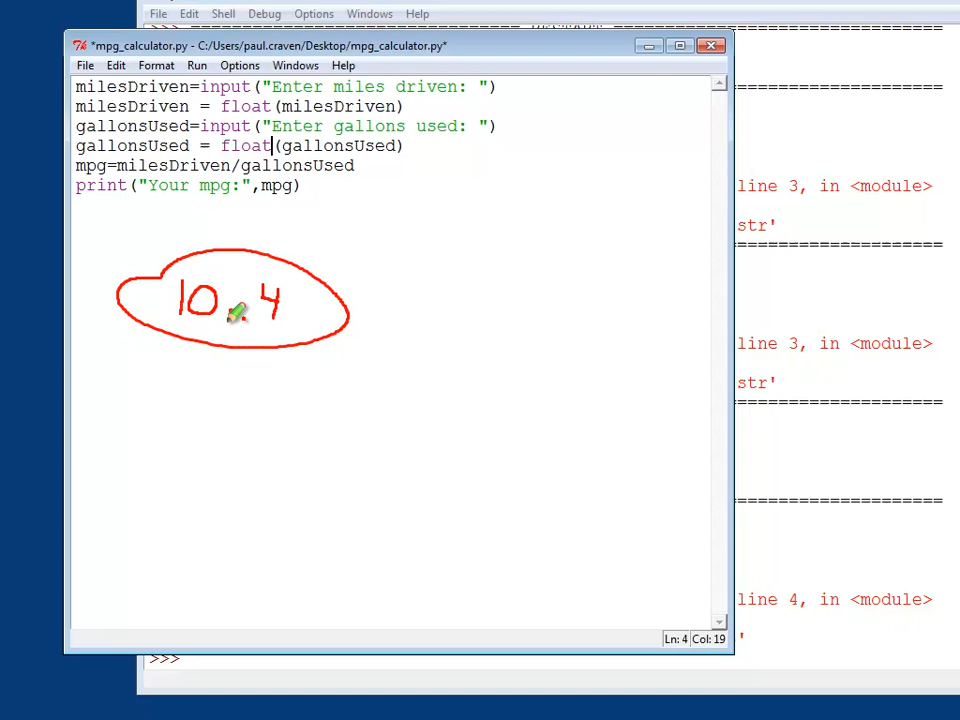 File Edit Shell Debug Options Windows Help
*mpg_calculator.py - C:/Users/paul.craven/Desktop/mpg_calculator.py*
File Edit Format Run Options Windows Help
milesDriven=input("Enter miles driven: ")
milesDriven = float(milesDriven)
gallonsUsed=input("Enter gallons used: ")
gallonsUsed = float(gallonsUsed)
mpg=milesDriven/gallonsUsed
print("Your mpg:",mpg)
10.4
line 3, in <module>
str'
====================
line 3, in <module>
str'
====================
====================
line 4, in <module>
'
Ln: 4 Col: 19
>>>